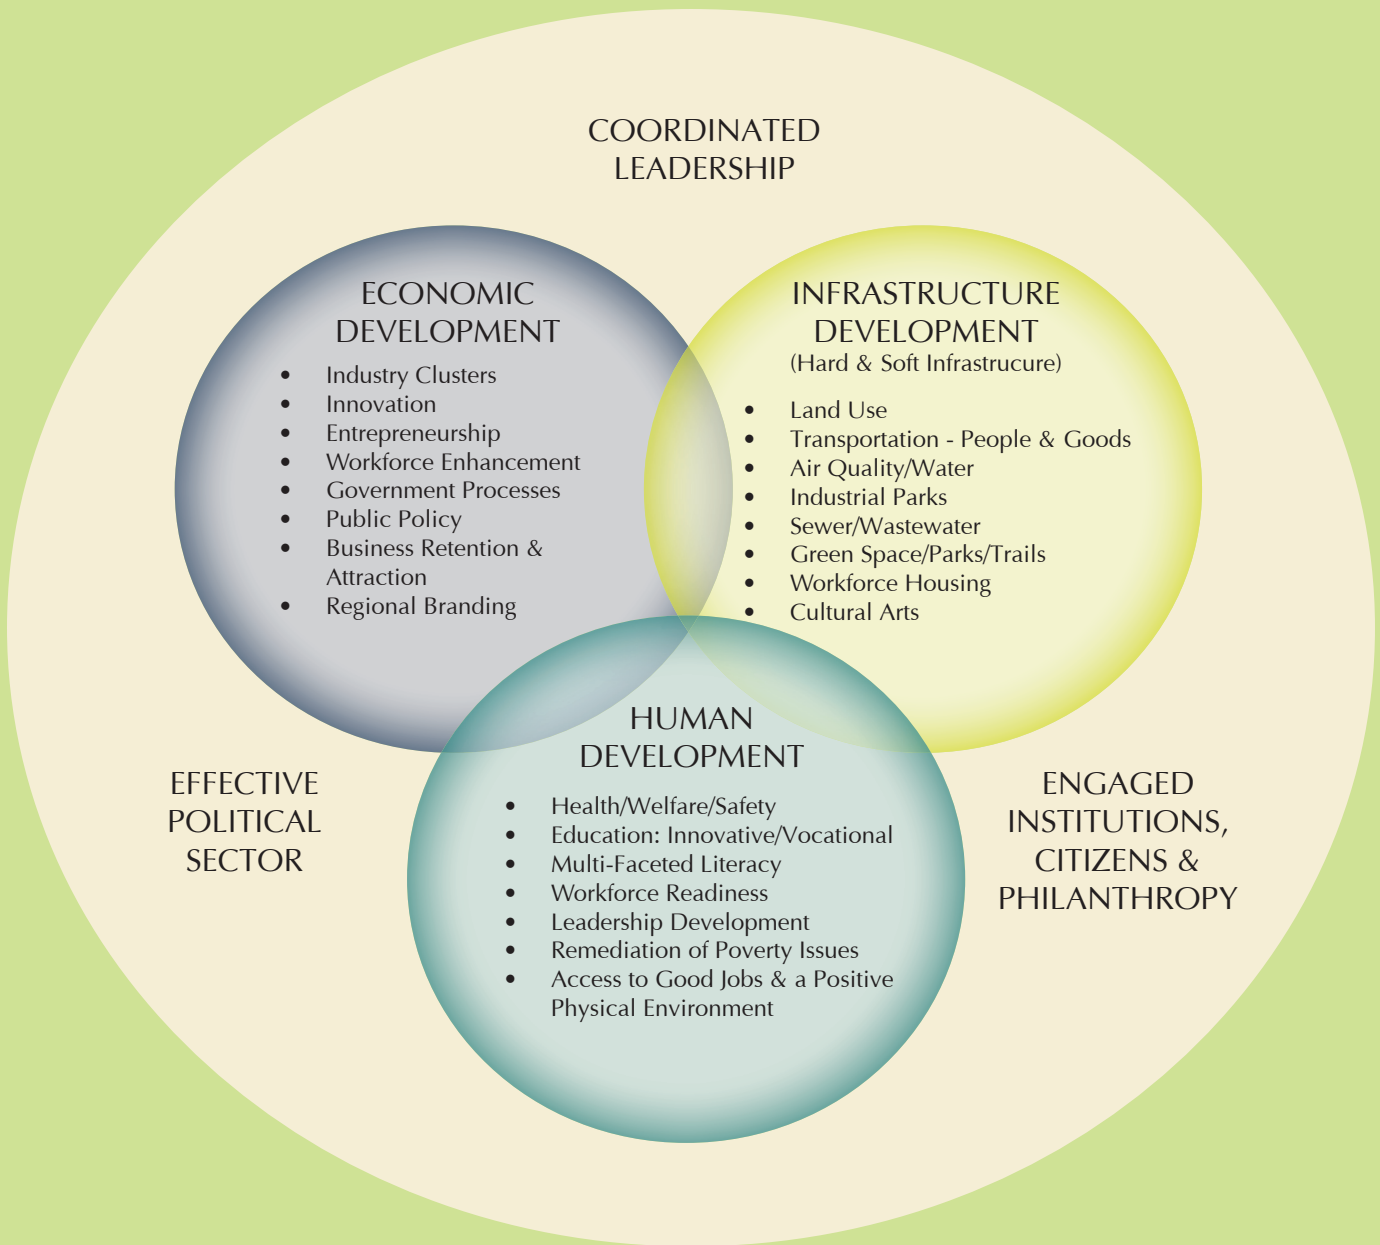 COORDINATED
LEADERSHIP
ECONOMIC
DEVELOPMENT
• Industry Clusters
• Innovation
• Entrepreneurship
• Workforce Enhancement
• Government Processes
• Public Policy
• Business Retention &
Attraction
• Regional Branding
INFRASTRUCTURE
DEVELOPMENT
(Hard & Soft Infrastrucure)
• Land Use
• Transportation - People & Goods
• Air Quality/Water
• Industrial Parks
• Sewer/Wastewater
• Green Space/Parks/Trails
• Workforce Housing
• Cultural Arts
HUMAN
DEVELOPMENT
• Health/Welfare/Safety
• Education: Innovative/Vocational
• Multi-Faceted Literacy
• Workforce Readiness
• Leadership Development
• Remediation of Poverty Issues
• Access to Good Jobs & a Positive
Physical Environment
EFFECTIVE
POLITICAL
SECTOR
ENGAGED
INSTITUTIONS,
CITIZENS &
PHILANTHROPY